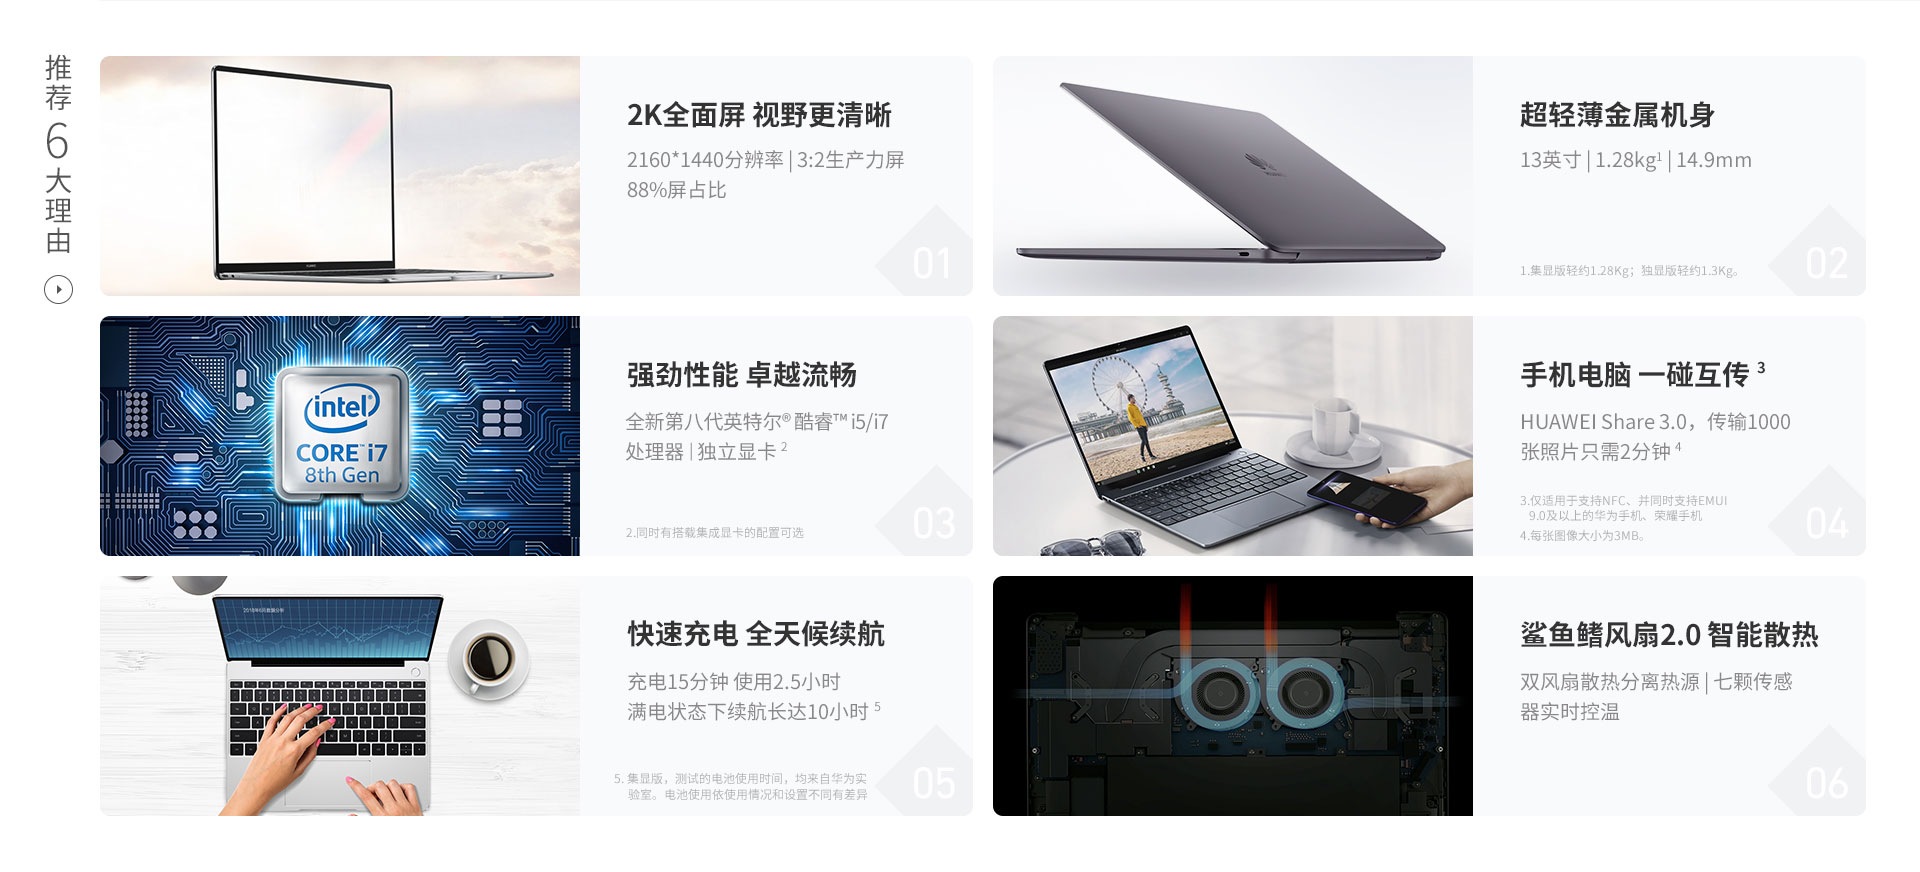 推荐6大理由
2K全面屏 视野更清晰
2160*1440分辨率 | 3:2生产力屏
88%屏占比
01
超轻薄金属机身
13英寸 | 1.28kg¹ | 14.9mm
1.集显版轻约1.28Kg；独显版轻约1.3Kg。
02
intel®
CORE™ i7
8th Gen
强劲性能 卓越流畅
全新第八代英特尔® 酷睿™ i5/i7
处理器 | 独立显卡 ²
2.同时有搭载集成显卡的配置可选
03
手机电脑 一碰互传 ³
HUAWEI Share 3.0，传输1000
张照片只需2分钟 ⁴
3.仅适用于支持NFC、并同时支持EMUI
9.0及以上的华为手机、荣耀手机
4.每张图像大小为3MB。
04
快速充电 全天候续航
充电15分钟 使用2.5小时
满电状态下续航长达10小时 ⁵
5. 集显版，测试的电池使用时间，均来自华为实
验室。电池使用依使用情况和设置不同有差异
05
鲨鱼鳍风扇2.0 智能散热
双风扇散热分离热源 | 七颗传感
器实时控温
06